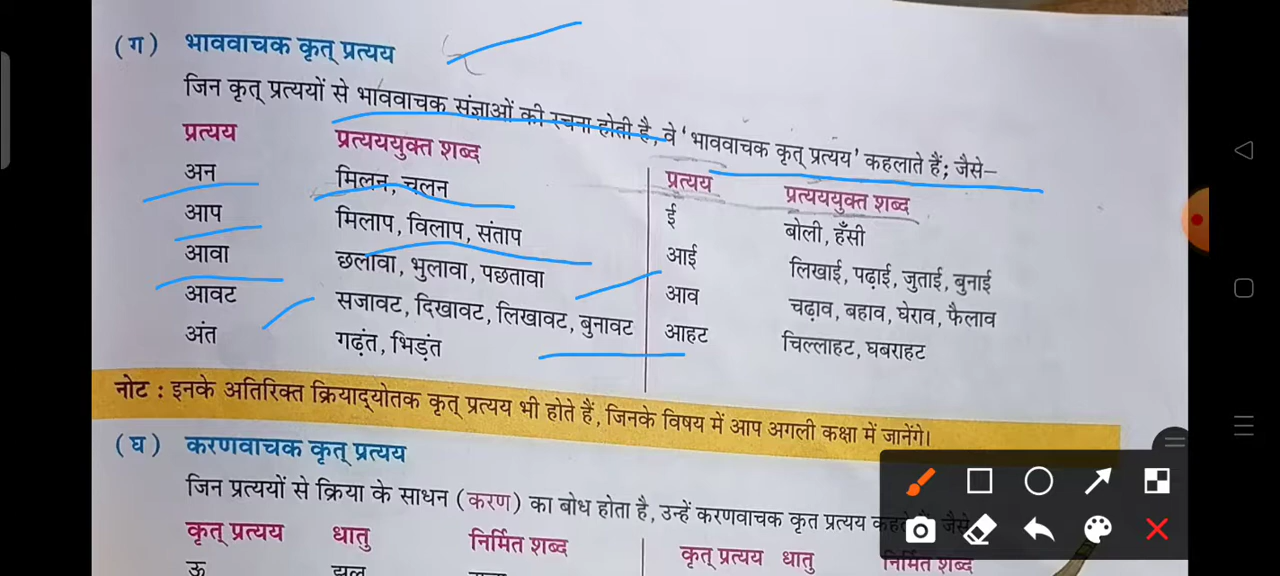 (ग) भाववाचक कृत् प्रत्यय
जिन कृत् प्रत्ययों से भाववाचक संज्ञाओं की रचना होती है, वे 'भाववाचक कृत् प्रत्यय' कहलाते हैं; जैसे–
प्रत्यय प्रत्यययुक्त शब्द
अन मिलन, चलन
आप मिलाप, विलाप, संताप
आवा छलावा, भुलावा, पछतावा
आवट सजावट, दिखावट, लिखावट, बुनावट
अंत गढ़ंत, भिड़ंत
प्रत्यय प्रत्यययुक्त शब्द
ई बोली, हँसी
आई लिखाई, पढ़ाई, जुताई, बुनाई
आव चढ़ाव, बहाव, घेराव, फैलाव
आहट चिल्लाहट, घबराहट
नोट : इनके अतिरिक्त क्रियाद्योतक कृत् प्रत्यय भी होते हैं, जिनके विषय में आप अगली कक्षा में जानेंगे।
(घ) करणवाचक कृत् प्रत्यय
जिन प्रत्ययों से क्रिया के साधन (करण) का बोध होता है, उन्हें करणवाचक कृत प्रत्यय
कृत् प्रत्यय धातु निर्मित शब्द
कृत् प्रत्यय धातु निर्मित शब्द
ऊ